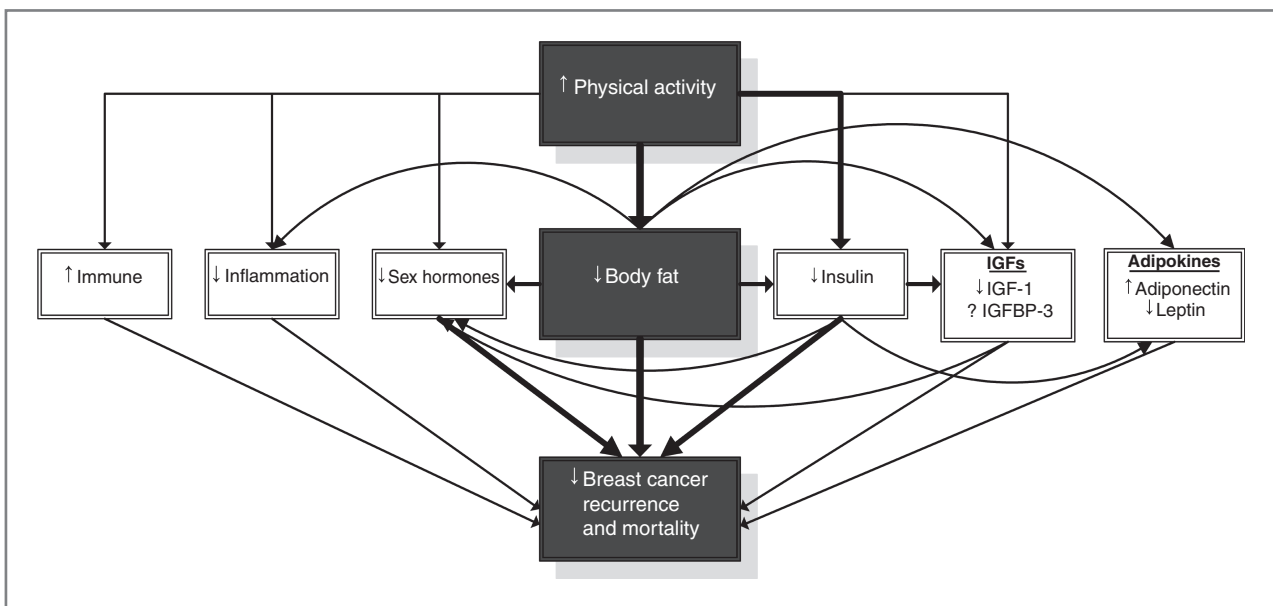 ↑ Physical activity
↑ Immune
↓ Inflammation
↓ Sex hormones
↓ Body fat
↓ Insulin
IGFs
↓ IGF-1
? IGFBP-3
Adipokines
↑ Adiponectin
↓ Leptin
↓ Breast cancer
recurrence
and mortality